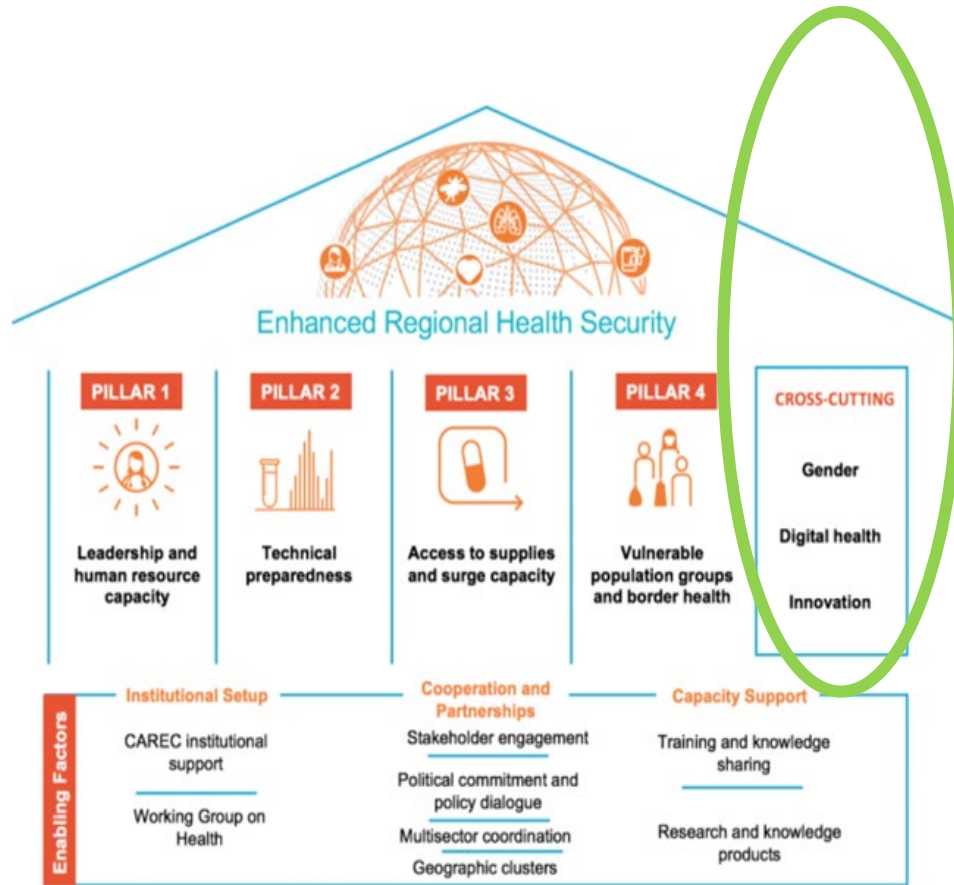 Enhanced Regional Health Security
PILLAR 1
Leadership and
human resource
capacity
PILLAR 2
Technical
preparedness
PILLAR 3
Access to supplies
and surge capacity
PILLAR 4
Vulnerable
population groups
and border health
CROSS-CUTTING
Gender
Digital health
Innovation
Enabling Factors
Institutional Setup
CAREC institutional
support
Working Group on
Health
Cooperation and
Partnerships
Stakeholder engagement
Political commitment and
policy dialogue
Multisector coordination
Geographic clusters
Capacity Support
Training and knowledge
sharing
Research and knowledge
products